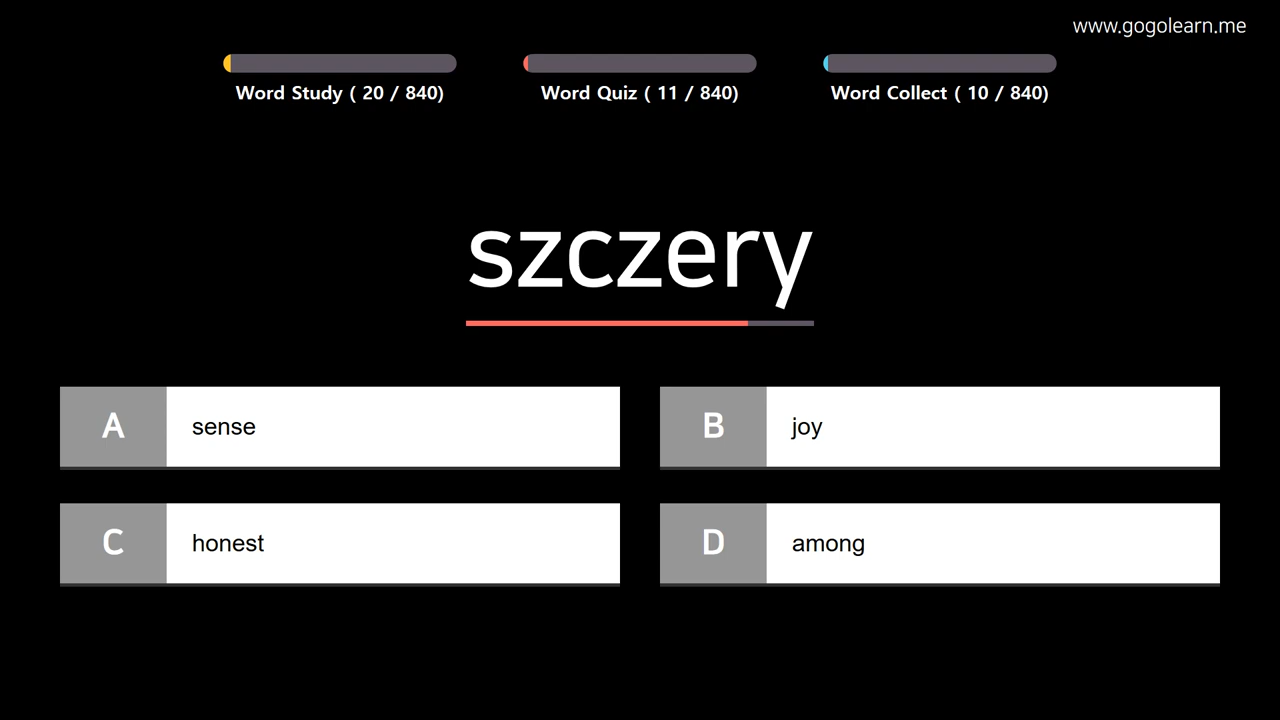 www.gogolearn.me
Word Study ( 20 / 840)
Word Quiz ( 11 / 840)
Word Collect ( 10 / 840)
szczery
A sense
B joy
C honest
D among